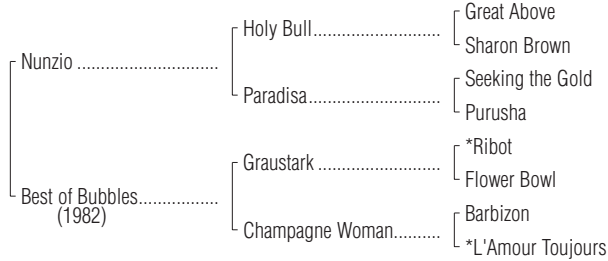 Great Above
Holy Bull..............................
Sharon Brown
Nunzio .................................
Seeking the Gold
Paradisa...............................
Purusha
*Ribot
Graustark ............................
Flower Bowl
Best of Bubbles..................
(1982)
Barbizon
Champagne Woman..........
*L'Amour Toujours